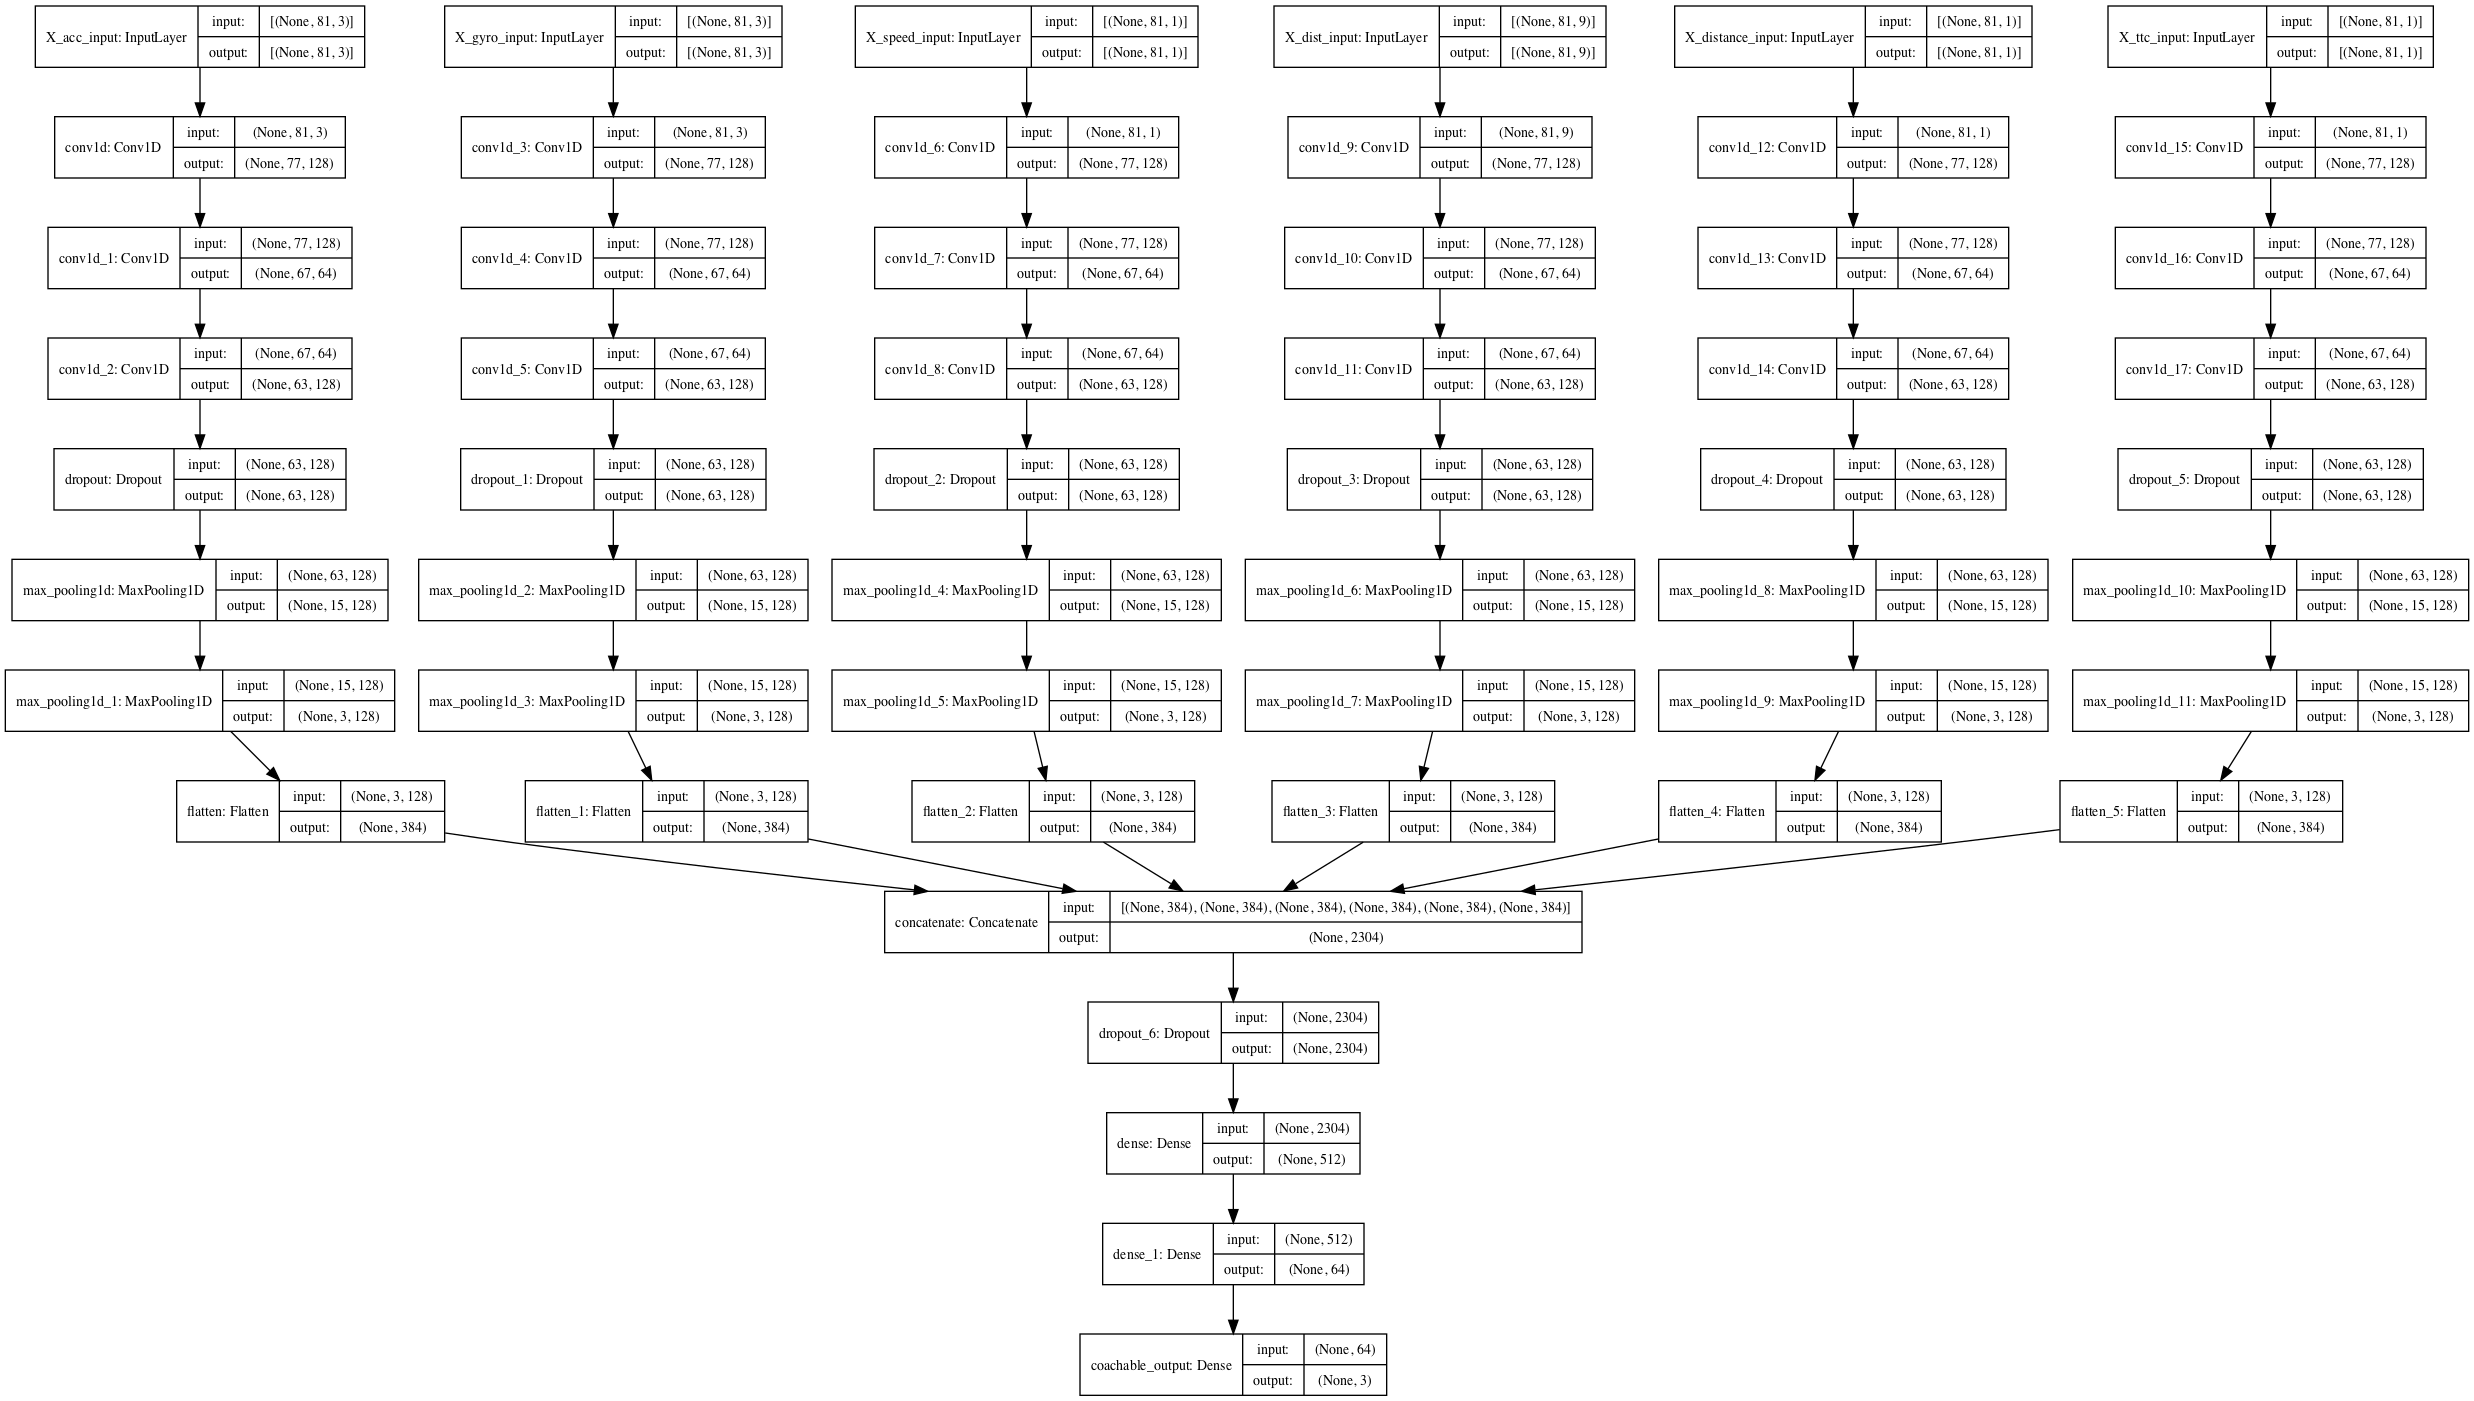 X_acc_input: InputLayer input: [(None, 81, 3)] output: [(None, 81, 3)]
X_gyro_input: InputLayer input: [(None, 81, 3)] output: [(None, 81, 3)]
X_speed_input: InputLayer input: [(None, 81, 1)] output: [(None, 81, 1)]
X_dist_input: InputLayer input: [(None, 81, 9)] output: [(None, 81, 9)]
X_distance_input: InputLayer input: [(None, 81, 1)] output: [(None, 81, 1)]
X_ttc_input: InputLayer input: [(None, 81, 1)] output: [(None, 81, 1)]
conv1d: Conv1D input: (None, 81, 3) output: (None, 77, 128)
conv1d_3: Conv1D input: (None, 81, 3) output: (None, 77, 128)
conv1d_6: Conv1D input: (None, 81, 1) output: (None, 77, 128)
conv1d_9: Conv1D input: (None, 81, 9) output: (None, 77, 128)
conv1d_12: Conv1D input: (None, 81, 1) output: (None, 77, 128)
conv1d_15: Conv1D input: (None, 81, 1) output: (None, 77, 128)
conv1d_1: Conv1D input: (None, 77, 128) output: (None, 67, 64)
conv1d_4: Conv1D input: (None, 77, 128) output: (None, 67, 64)
conv1d_7: Conv1D input: (None, 77, 128) output: (None, 67, 64)
conv1d_10: Conv1D input: (None, 77, 128) output: (None, 67, 64)
conv1d_13: Conv1D input: (None, 77, 128) output: (None, 67, 64)
conv1d_16: Conv1D input: (None, 77, 128) output: (None, 67, 64)
conv1d_2: Conv1D input: (None, 67, 64) output: (None, 63, 128)
conv1d_5: Conv1D input: (None, 67, 64) output: (None, 63, 128)
conv1d_8: Conv1D input: (None, 67, 64) output: (None, 63, 128)
conv1d_11: Conv1D input: (None, 67, 64) output: (None, 63, 128)
conv1d_14: Conv1D input: (None, 67, 64) output: (None, 63, 128)
conv1d_17: Conv1D input: (None, 67, 64) output: (None, 63, 128)
dropout: Dropout input: (None, 63, 128) output: (None, 63, 128)
dropout_1: Dropout input: (None, 63, 128) output: (None, 63, 128)
dropout_2: Dropout input: (None, 63, 128) output: (None, 63, 128)
dropout_3: Dropout input: (None, 63, 128) output: (None, 63, 128)
dropout_4: Dropout input: (None, 63, 128) output: (None, 63, 128)
dropout_5: Dropout input: (None, 63, 128) output: (None, 63, 128)
max_pooling1d: MaxPooling1D input: (None, 63, 128) output: (None, 15, 128)
max_pooling1d_2: MaxPooling1D input: (None, 63, 128) output: (None, 15, 128)
max_pooling1d_4: MaxPooling1D input: (None, 63, 128) output: (None, 15, 128)
max_pooling1d_6: MaxPooling1D input: (None, 63, 128) output: (None, 15, 128)
max_pooling1d_8: MaxPooling1D input: (None, 63, 128) output: (None, 15, 128)
max_pooling1d_10: MaxPooling1D input: (None, 63, 128) output: (None, 15, 128)
max_pooling1d_1: MaxPooling1D input: (None, 15, 128) output: (None, 3, 128)
max_pooling1d_3: MaxPooling1D input: (None, 15, 128) output: (None, 3, 128)
max_pooling1d_5: MaxPooling1D input: (None, 15, 128) output: (None, 3, 128)
max_pooling1d_7: MaxPooling1D input: (None, 15, 128) output: (None, 3, 128)
max_pooling1d_9: MaxPooling1D input: (None, 15, 128) output: (None, 3, 128)
max_pooling1d_11: MaxPooling1D input: (None, 15, 128) output: (None, 3, 128)
flatten: Flatten input: (None, 3, 128) output: (None, 384)
flatten_1: Flatten input: (None, 3, 128) output: (None, 384)
flatten_2: Flatten input: (None, 3, 128) output: (None, 384)
flatten_3: Flatten input: (None, 3, 128) output: (None, 384)
flatten_4: Flatten input: (None, 3, 128) output: (None, 384)
flatten_5: Flatten input: (None, 3, 128) output: (None, 384)
concatenate: Concatenate input: [(None, 384), (None, 384), (None, 384), (None, 384), (None, 384), (None, 384)] output: (None, 2304)
dropout_6: Dropout input: (None, 2304) output: (None, 2304)
dense: Dense input: (None, 2304) output: (None, 512)
dense_1: Dense input: (None, 512) output: (None, 64)
coachable_output: Dense input: (None, 64) output: (None, 3)